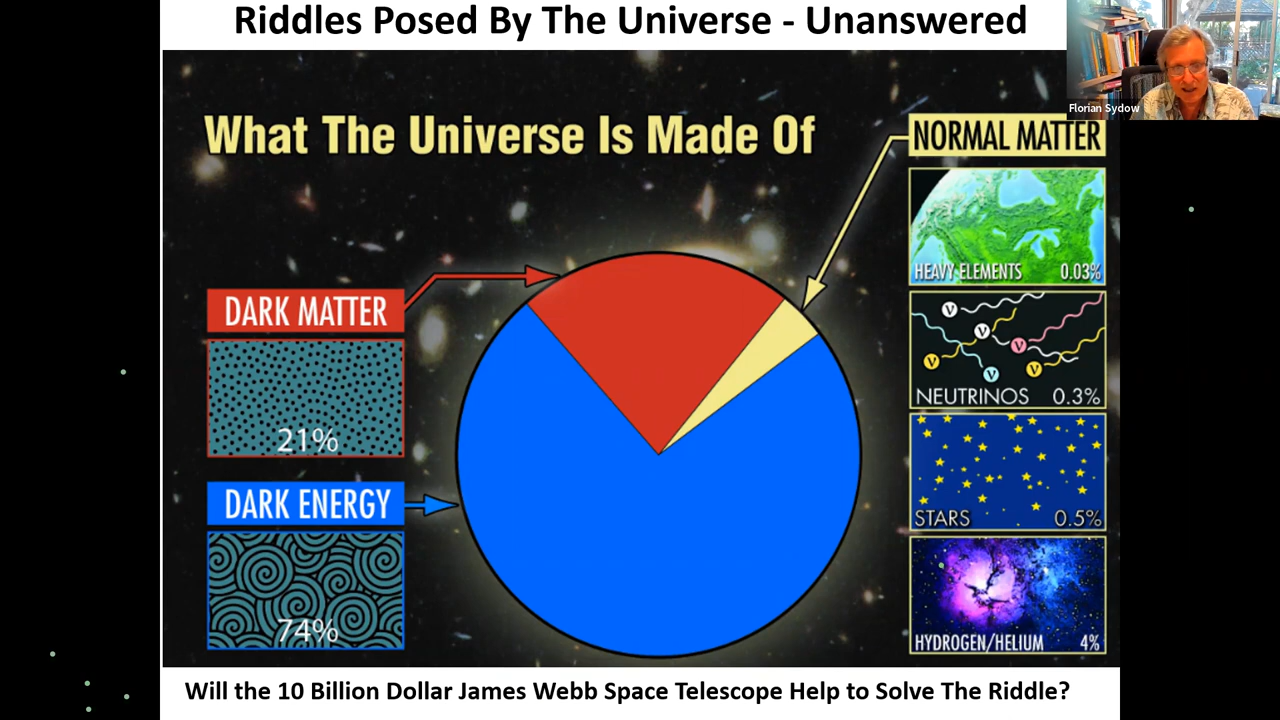 Riddles Posed By The Universe - Unanswered
Florian Sydow
What The Universe Is Made Of
NORMAL MATTER
HEAVY ELEMENTS 0.03%
V V V V V V
NEUTRINOS 0.3%
STARS 0.5%
HYDROGEN/HELIUM 4%
DARK MATTER
21%
DARK ENERGY
74%
Will the 10 Billion Dollar James Webb Space Telescope Help to Solve The Riddle?